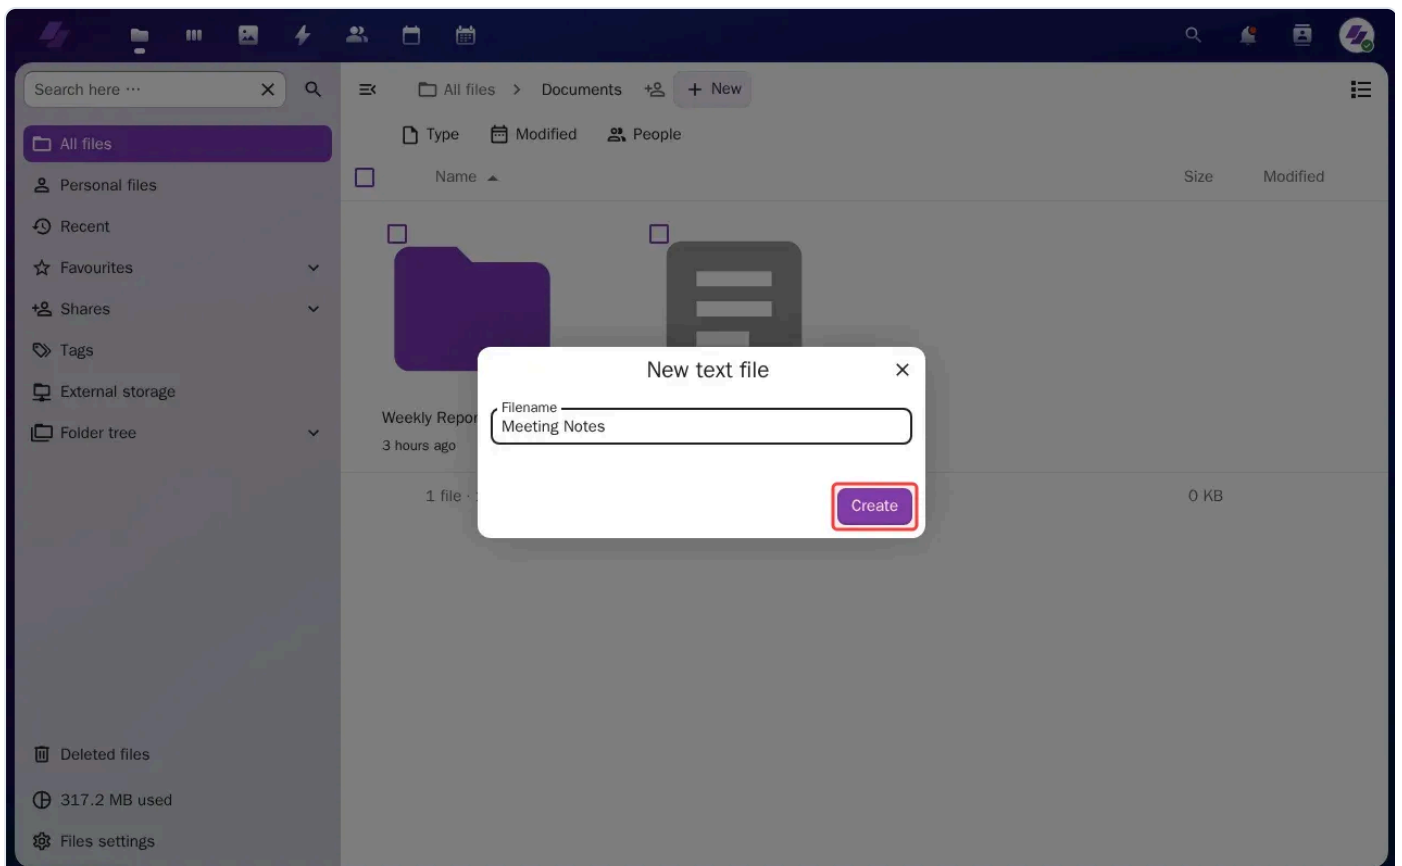 Search here ...
All files
Personal files
Recent
Favourites
Shares
Tags
External storage
Folder tree
Deleted files
317.2 MB used
Files settings
All files > Documents + New
Type Modified People
Name Size Modified
Weekly Repor
3 hours ago
1 file · 0 KB
New text file
Filename
Meeting Notes
Create